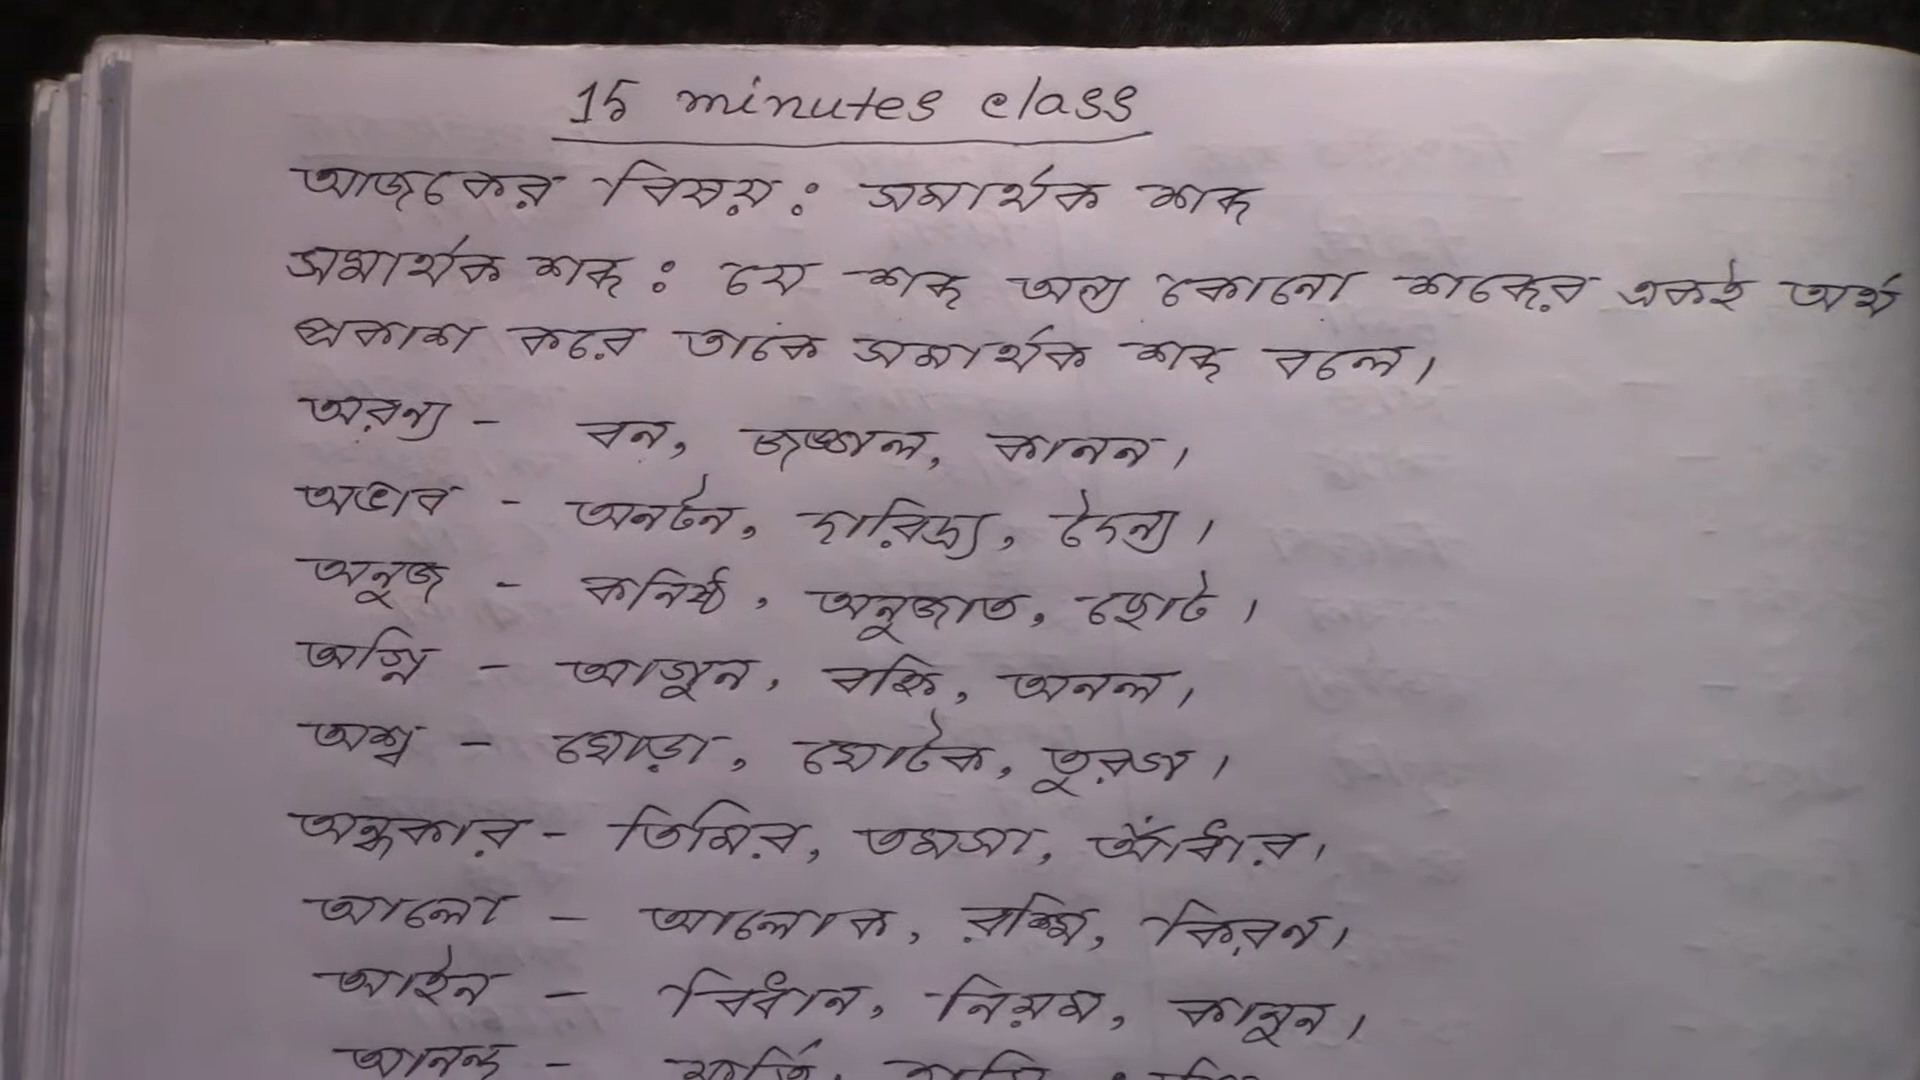 15 minutes class
আজকের বিষয়: সমার্থক শব্দ
সমার্থক শব্দ: যে শব্দ অন্য কোনো শব্দের একই অর্থ
প্রকাশ করে তাকে সমার্থক শব্দ বলে।
অরন্য - বন, জঙ্গল, কানন।
অভাব - অনটন, দারিদ্র্য, দৈন্য।
অনুজ - কনিষ্ঠ, অনুজাত, ছোট।
অগ্নি - আগুন, বহ্নি, অনল।
অশ্ব - ঘোড়া, ঘোটক, তুরগ।
অন্ধকার - তিমির, তমসা, আঁধার।
আলো - আলোক, রশ্মি, কিরণ।
আইন - বিধান, নিয়ম, কানুন।
আনন্দ -